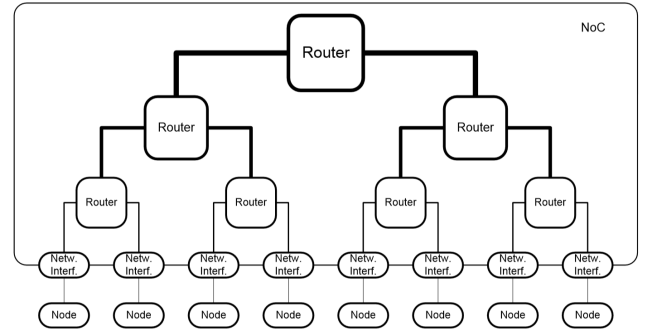 NoC
Router
Router
Router
Router
Router
Router
Router
Netw.
Interf.
Netw.
Interf.
Netw.
Interf.
Netw.
Interf.
Netw.
Interf.
Netw.
Interf.
Netw.
Interf.
Netw.
Interf.
Node
Node
Node
Node
Node
Node
Node
Node